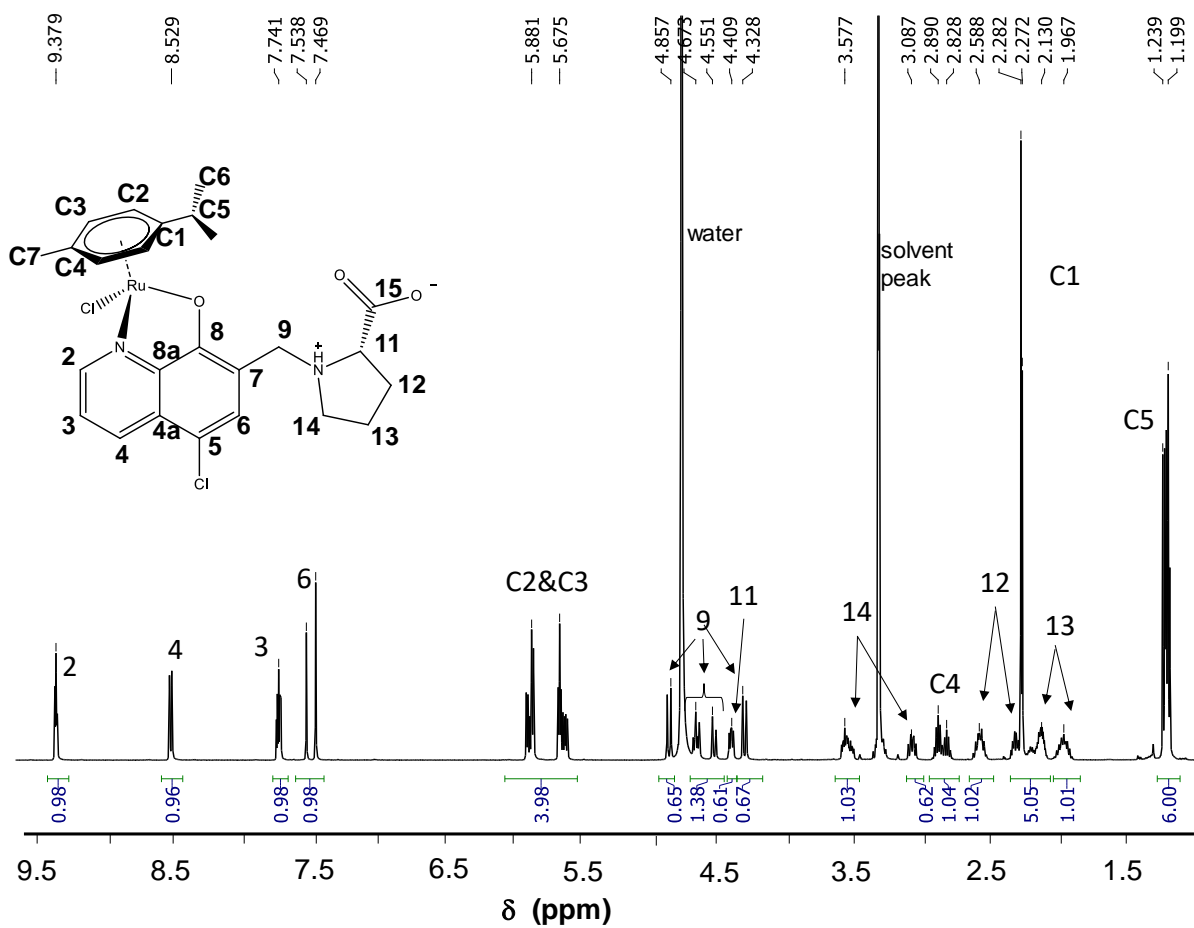 9.379
8.529
7.741
7.538
7.469
5.881
5.675
4.857
4.673
4.551
4.409
4.328
3.577
3.087
2.890
2.828
2.588
2.282
2.272
2.130
1.967
1.239
1.199
C6
C2
C3
C5
C1
C7
C4
Ru
Cl
O
N
2
3
4
4a
8a
8
7
6
5
Cl
9
H
+
N
O
15
O
−
11
12
13
14
water
solvent
peak
C1
C5
2
4
3
6
C2&C3
9
11
14
C4
12
13
0.98
0.96
0.98
0.98
3.98
0.65
1.38
0.61
0.67
1.03
0.62
1.04
1.02
5.05
1.01
6.00
9.5
8.5
7.5
6.5
5.5
4.5
3.5
2.5
1.5
δ (ppm)